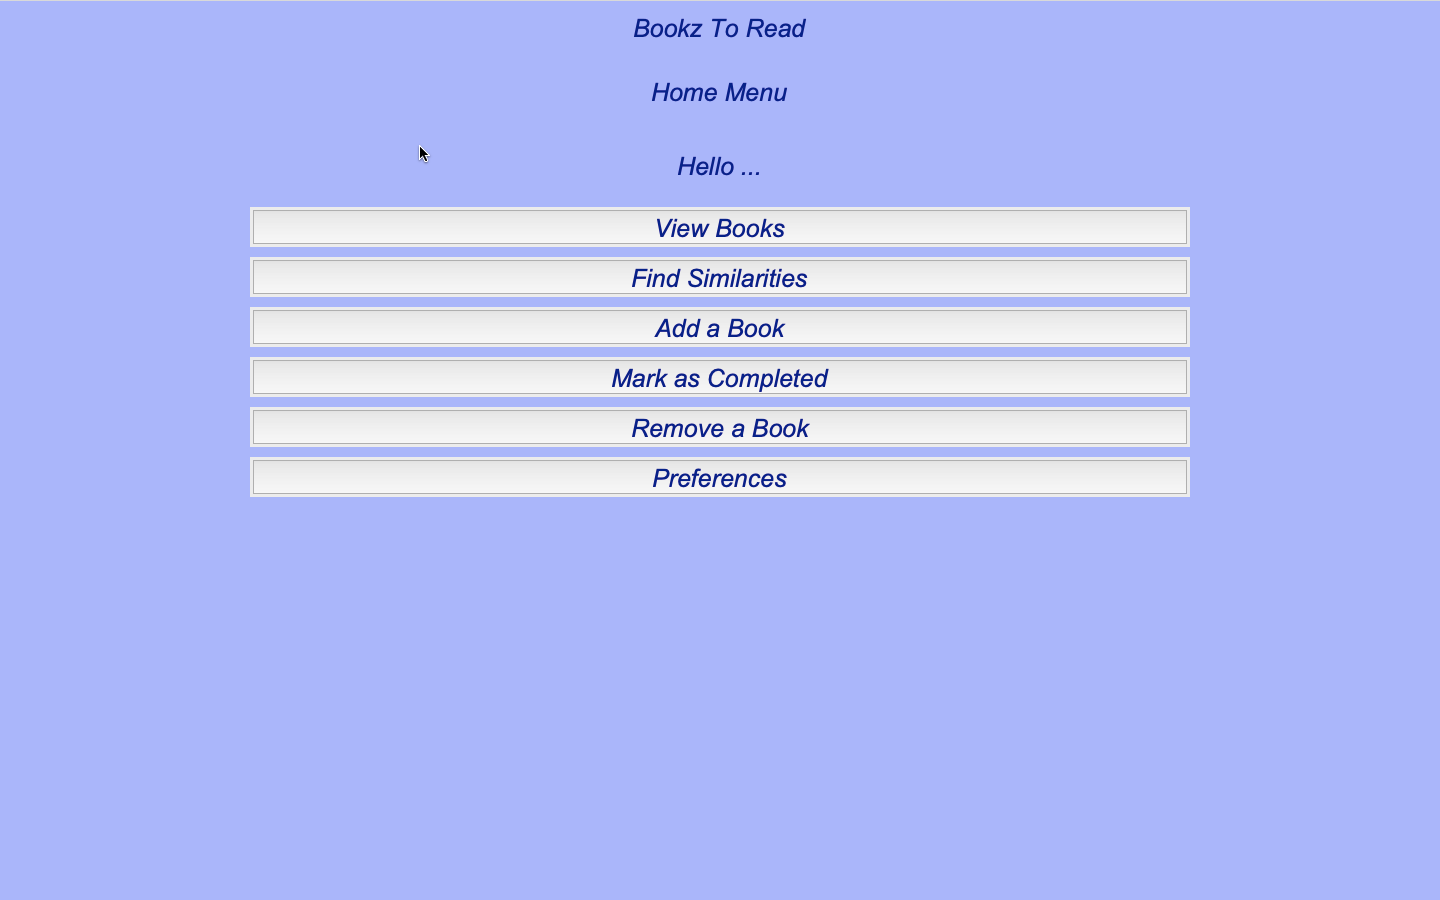 Bookz To Read
Home Menu
Hello ...
View Books
Find Similarities
Add a Book
Mark as Completed
Remove a Book
Preferences